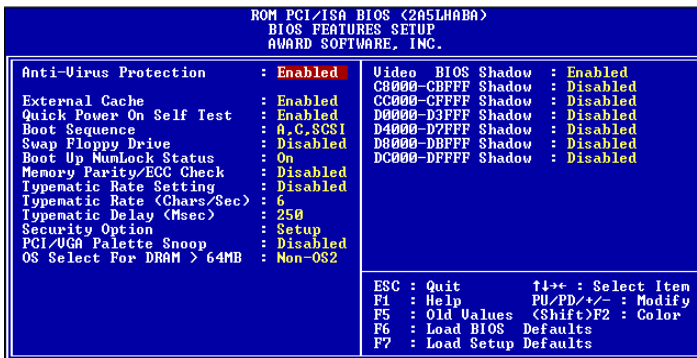 ROM PCI/ISA BIOS (2A5LHABA)
BIOS FEATURES SETUP
AWARD SOFTWARE, INC.
Anti-Virus Protection : Enabled
External Cache : Enabled
Quick Power On Self Test : Enabled
Boot Sequence : A,C,SCSI
Swap Floppy Drive : Disabled
Boot Up NumLock Status : On
Memory Parity/ECC Check : Disabled
Typematic Rate Setting : Disabled
Typematic Rate (Chars/Sec) : 6
Typematic Delay (Msec) : 250
Security Option : Setup
PCI/VGA Palette Snoop : Disabled
OS Select For DRAM > 64MB : Non-OS2
Video BIOS Shadow : Enabled
C8000-CBFFF Shadow : Disabled
CC000-CFFFF Shadow : Disabled
D0000-D3FFF Shadow : Disabled
D4000-D7FFF Shadow : Disabled
D8000-DBFFF Shadow : Disabled
DC000-DFFFF Shadow : Disabled
ESC : Quit ↑↓→← : Select Item
F1 : Help PU/PD/+/- : Modify
F5 : Old Values (Shift)F2 : Color
F6 : Load BIOS Defaults
F7 : Load Setup Defaults